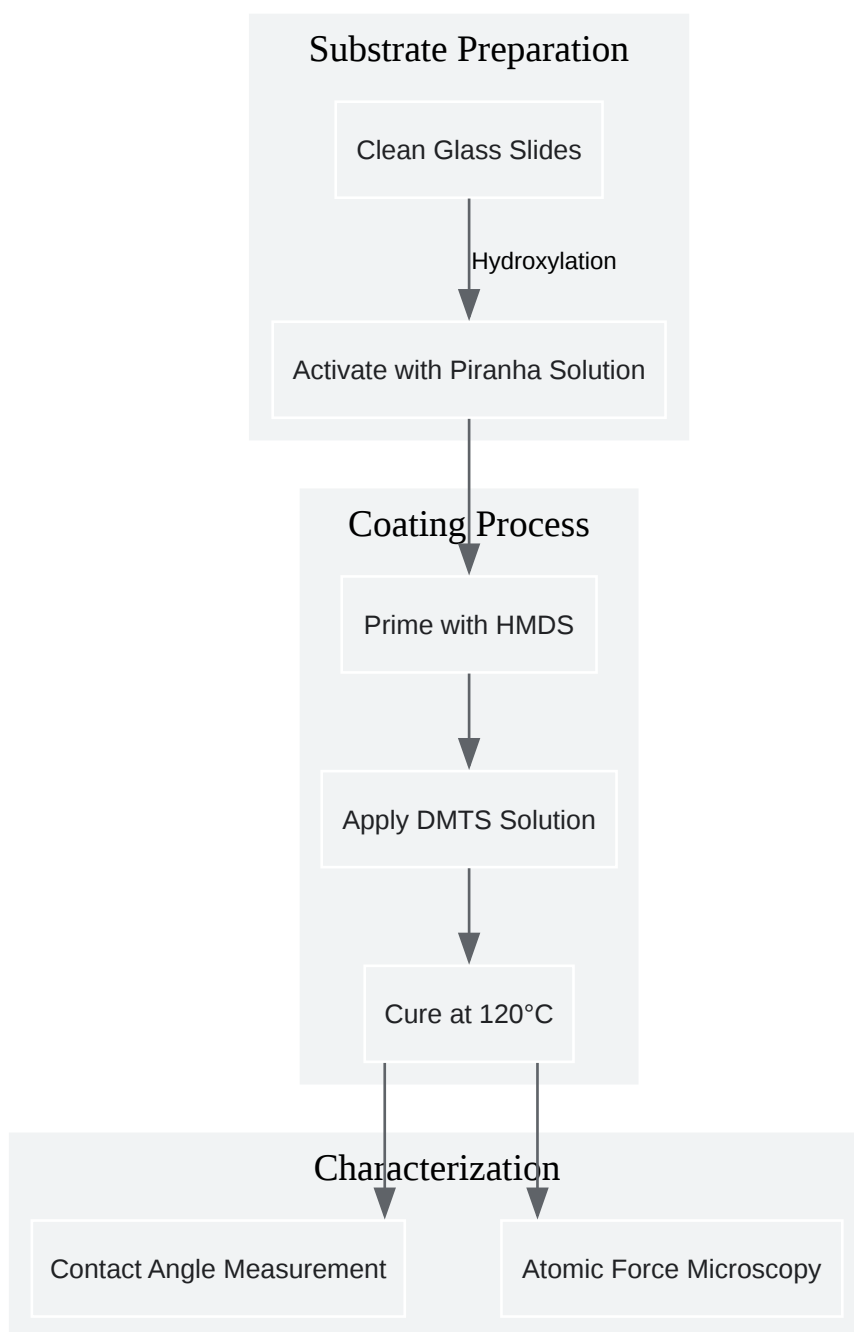 Substrate Preparation
Clean Glass Slides
Hydroxylation
Activate with Piranha Solution
Coating Process
Prime with HMDS
Apply DMTS Solution
Cure at 120°C
Characterization
Contact Angle Measurement
Atomic Force Microscopy